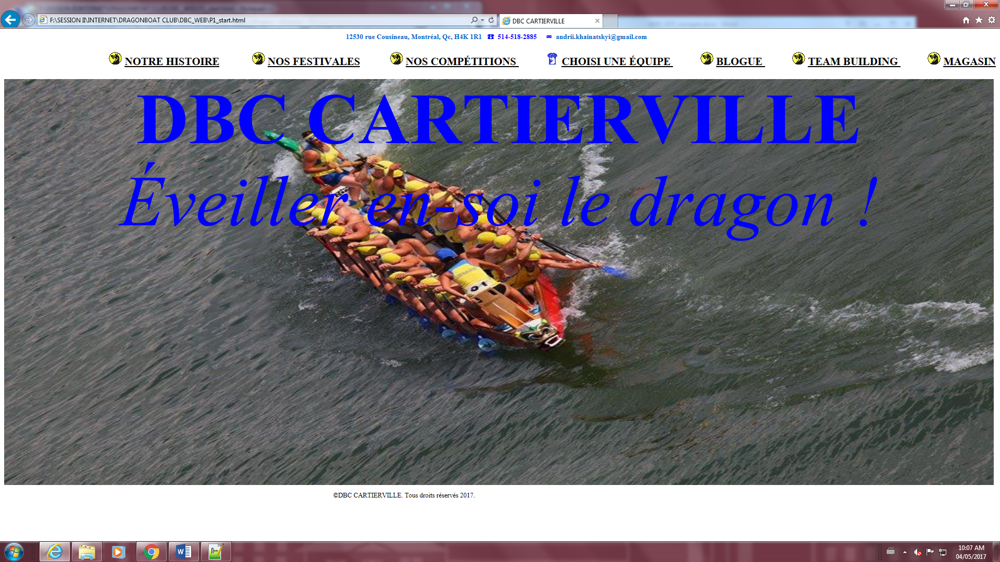 F:\SESSION II\INTERNET\DRAGONBOAT CLUB\DBC_WEB\P1_start.html
DBC CARTIERVILLE
12530 rue Cousineau, Montréal, Qc, H4K 1R1 ☎ 514-518-2885 ✉ andrii.khainatskyi@gmail.com
NOTRE HISTOIRE NOS FESTIVALES NOS COMPÉTITIONS CHOISI UNE ÉQUIPE BLOGUE TEAM BUILDING MAGASIN
DBC CARTIERVILLE
Éveiller en-soi le dragon !
UKRAINE
©DBC CARTIERVILLE. Tous droits réservés 2017.
10:07 AM
04/05/2017